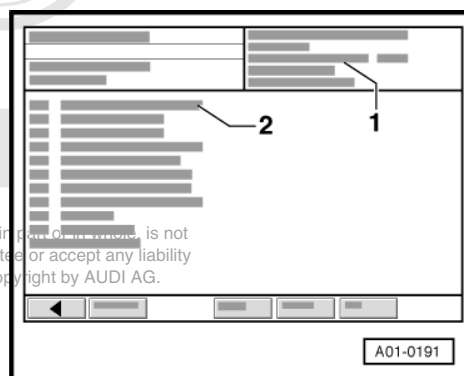 2 1
in part or in whole, is not
tee or accept any liability
opyright by AUDI AG.
A01-0191